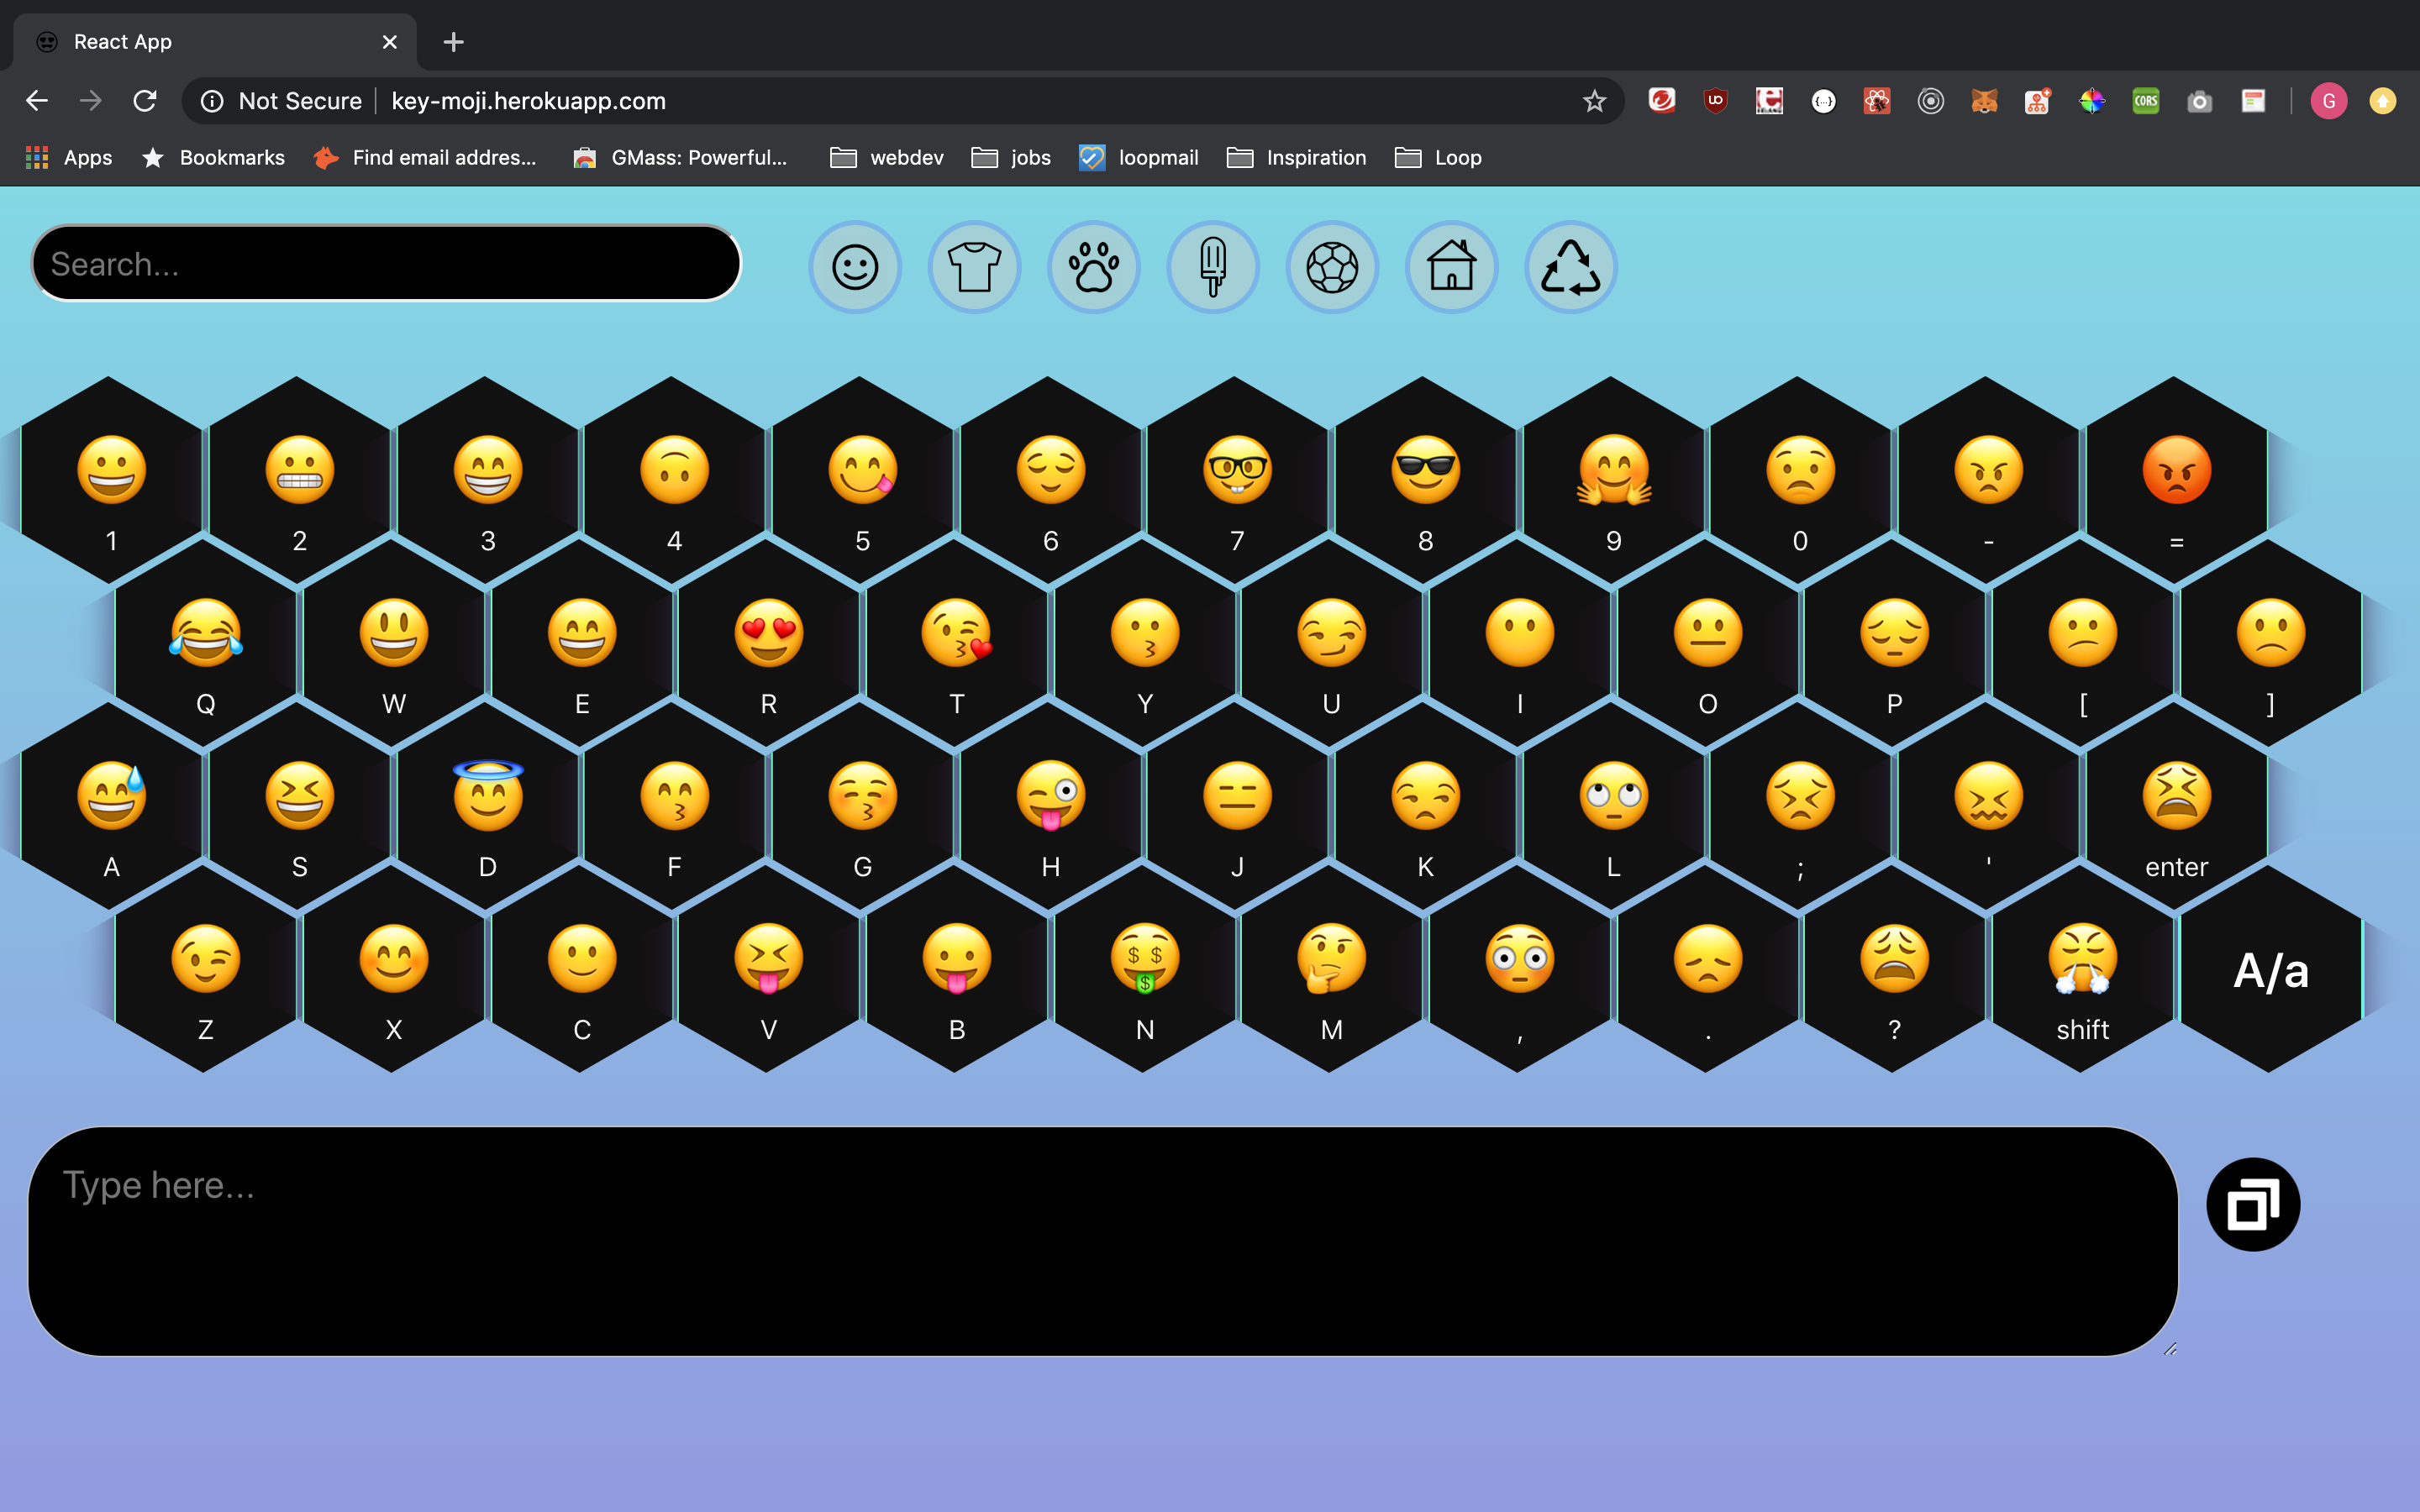 React App
Not Secure key-moji.herokuapp.com
G
Apps Bookmarks Find email addres... GMass: Powerful... webdev jobs loopmail Inspiration Loop
Search...
1 2 3 4 5 6 7 8 9 0 - =
Q W E R T Y U I O P [ ]
A S D F G H J K L ; ' enter
Z X C V B N M , . ? shift A/a
Type here...